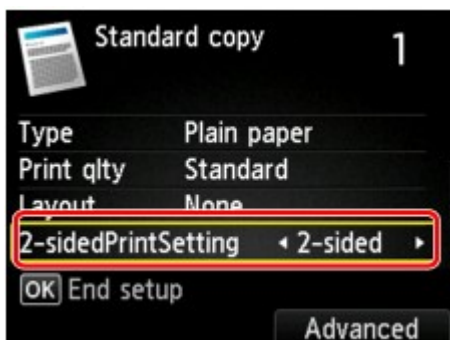 Standard copy 1
Type Plain paper
Print qlty Standard
Layout None
2-sidedPrintSetting 2-sided
OK End setup
Advanced